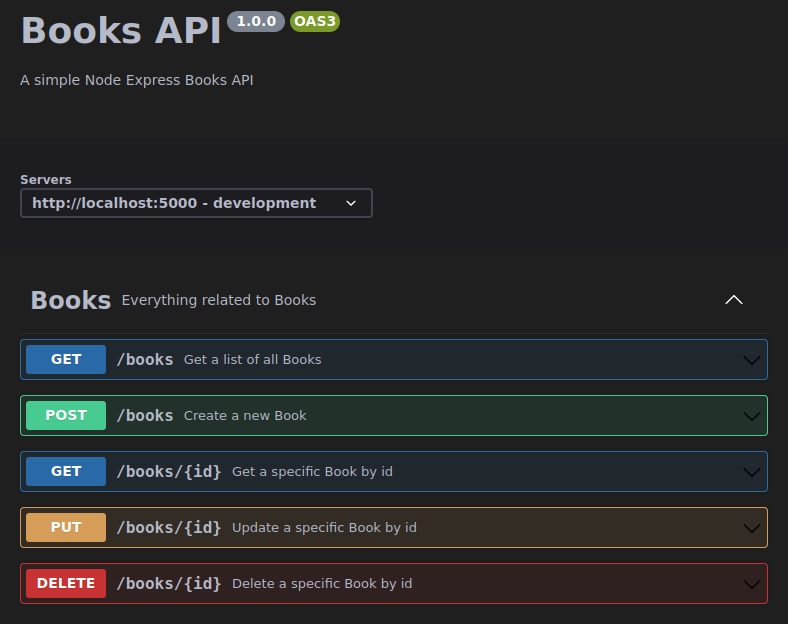 Books API 1.0.0 OAS3
A simple Node Express Books API
Servers
http://localhost:5000 - development
Books Everything related to Books
GET /books Get a list of all Books
POST /books Create a new Book
GET /books/{id} Get a specific Book by id
PUT /books/{id} Update a specific Book by id
DELETE /books/{id} Delete a specific Book by id